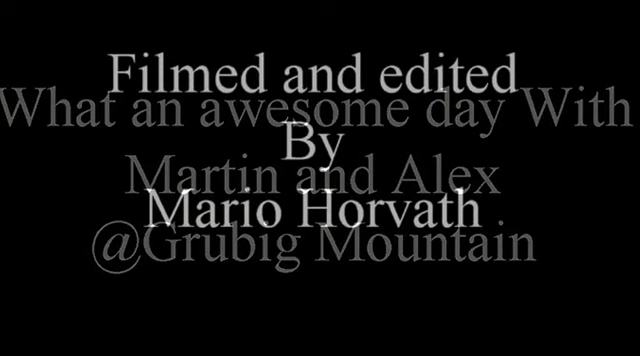 Filmed and edited
What an awesome day With
By
Martin and Alex
Mario Horvath
@Grubig Mountain